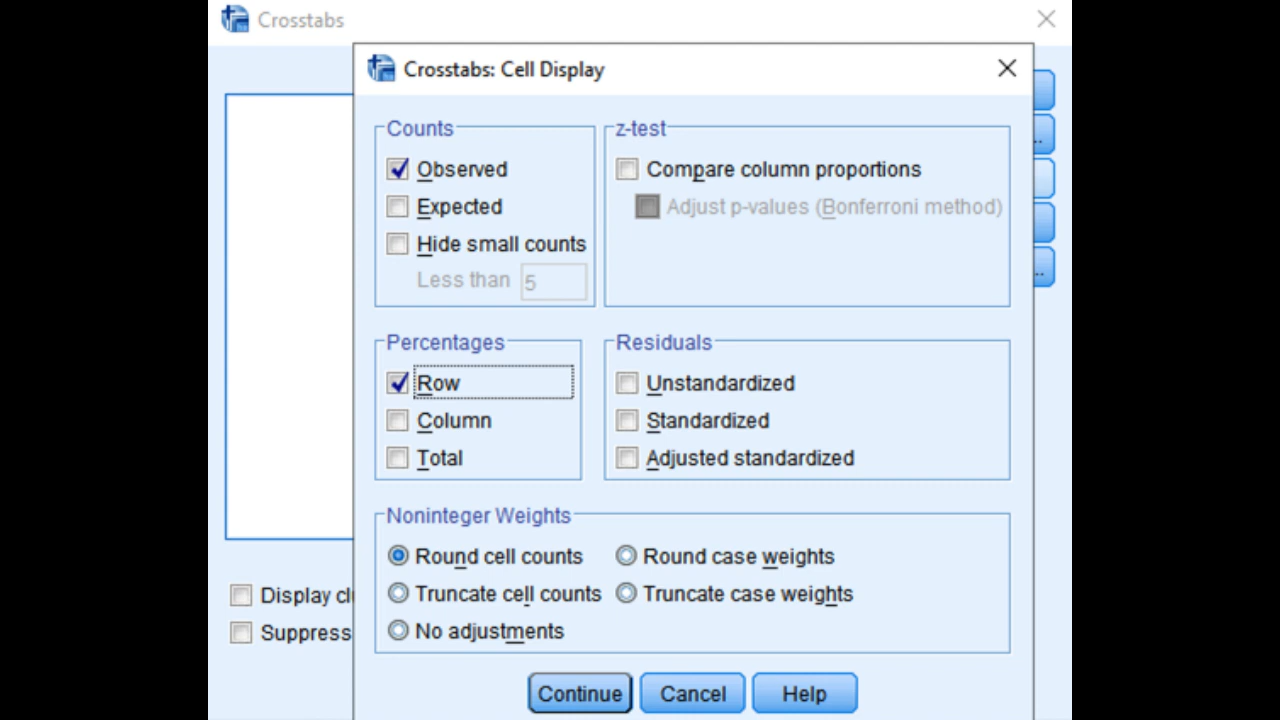 Crosstabs
Crosstabs: Cell Display
Counts
z-test
Observed
Compare column proportions
Expected
Adjust p-values (Bonferroni method)
Hide small counts
Less than 5
Percentages
Residuals
Row
Unstandardized
Column
Standardized
Total
Adjusted standardized
Noninteger Weights
Round cell counts
Round case weights
Truncate cell counts
Truncate case weights
No adjustments
Display
Suppress
Continue
Cancel
Help